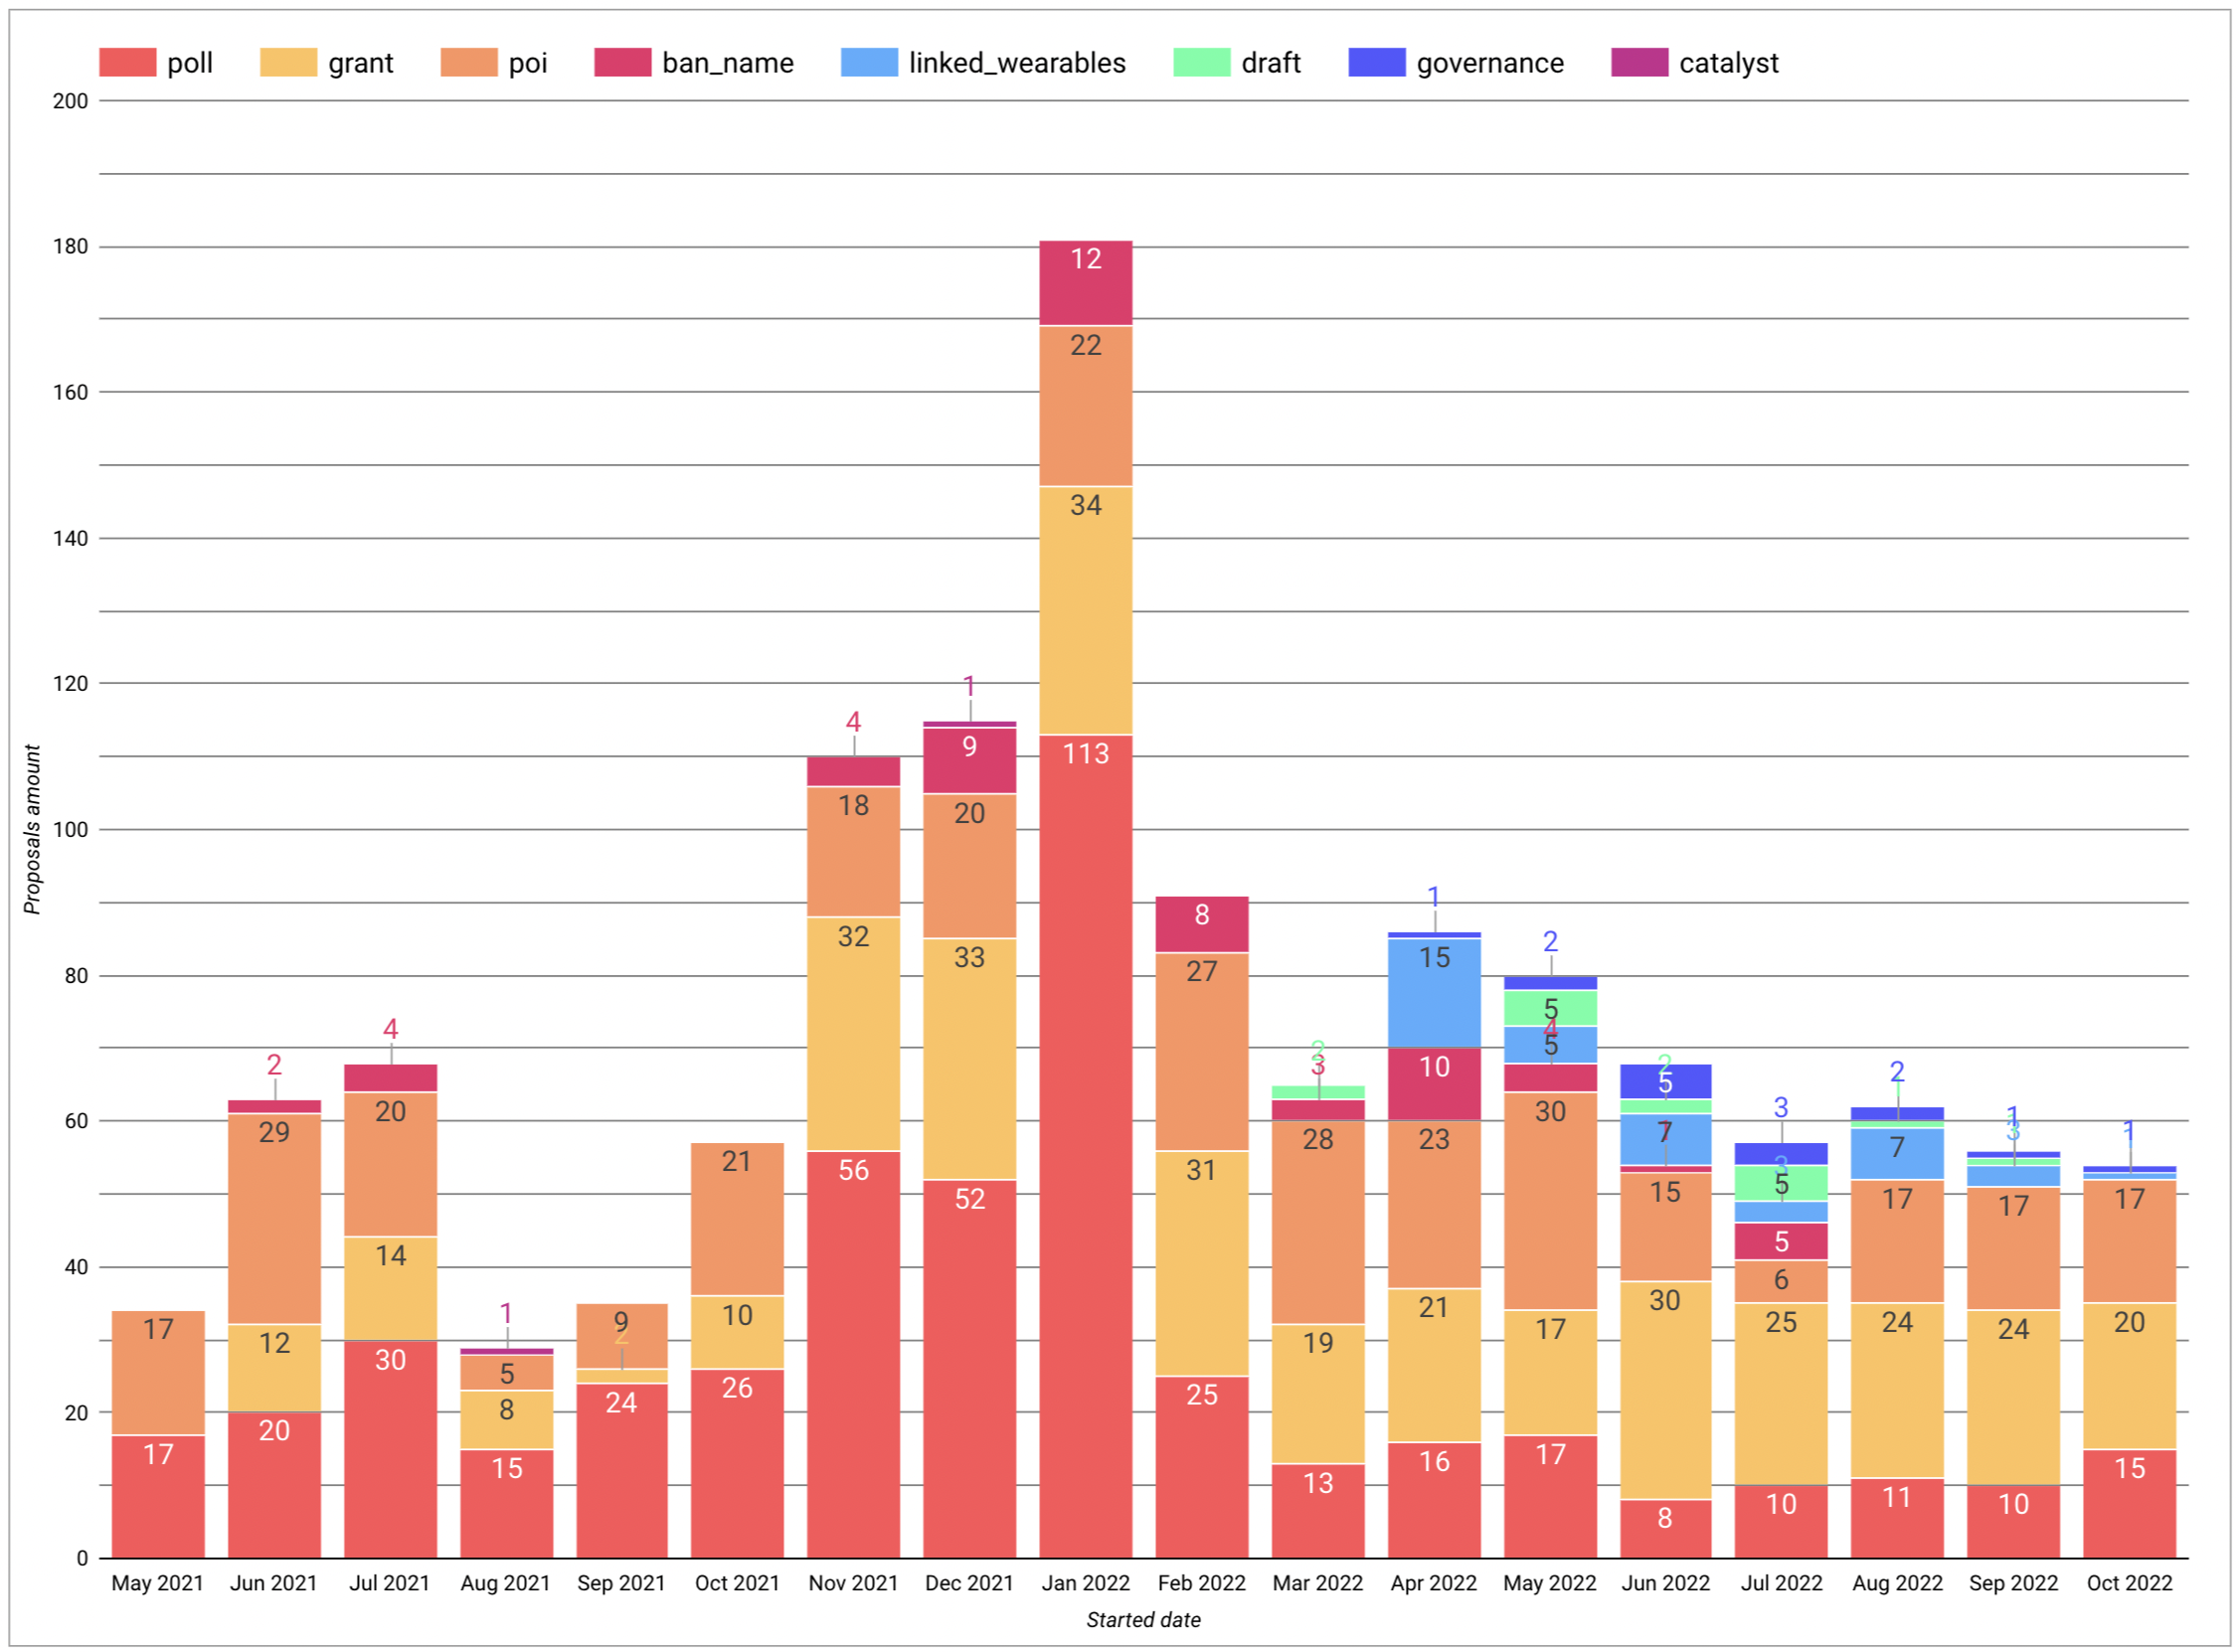 poll grant poi ban_name linked_wearables draft governance catalyst
200
180
160
140
120
100
80
60
40
20
0
Proposals amount
17 17
20 12 29 2
30 14 20 4
15 8 5 1
24 2 9
26 10 21
56 32 18 4
52 33 20 9 1
113 34 22 12
25 31 27 8
13 19 28 3 2
16 21 23 10 15 1
17 17 30 4 5 5 2
8 30 15 1 7 2 5
10 25 6 5 3 5 3
11 24 17 7 2
10 24 17 3 1
15 20 17 1
May 2021 Jun 2021 Jul 2021 Aug 2021 Sep 2021 Oct 2021 Nov 2021 Dec 2021 Jan 2022 Feb 2022 Mar 2022 Apr 2022 May 2022 Jun 2022 Jul 2022 Aug 2022 Sep 2022 Oct 2022
Started date